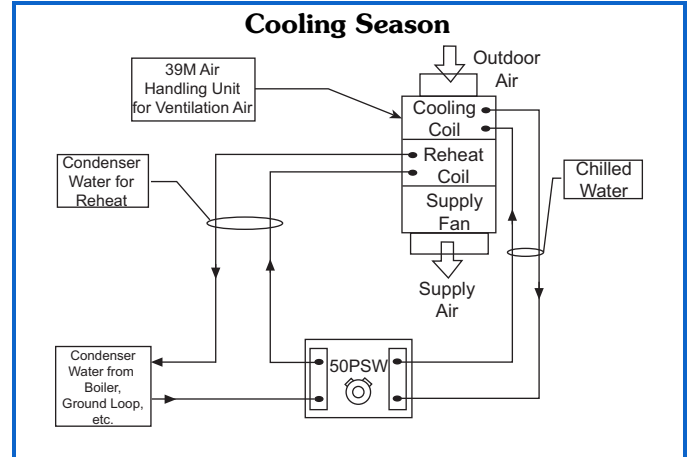 Cooling Season
39M Air
Handling Unit
for Ventilation Air
Outdoor
Air
Cooling
Coil
Reheat
Coil
Supply
Fan
Supply
Air
Condenser
Water for
Reheat
Chilled
Water
Condenser
Water from
Boiler,
Ground Loop,
etc.
50PSW